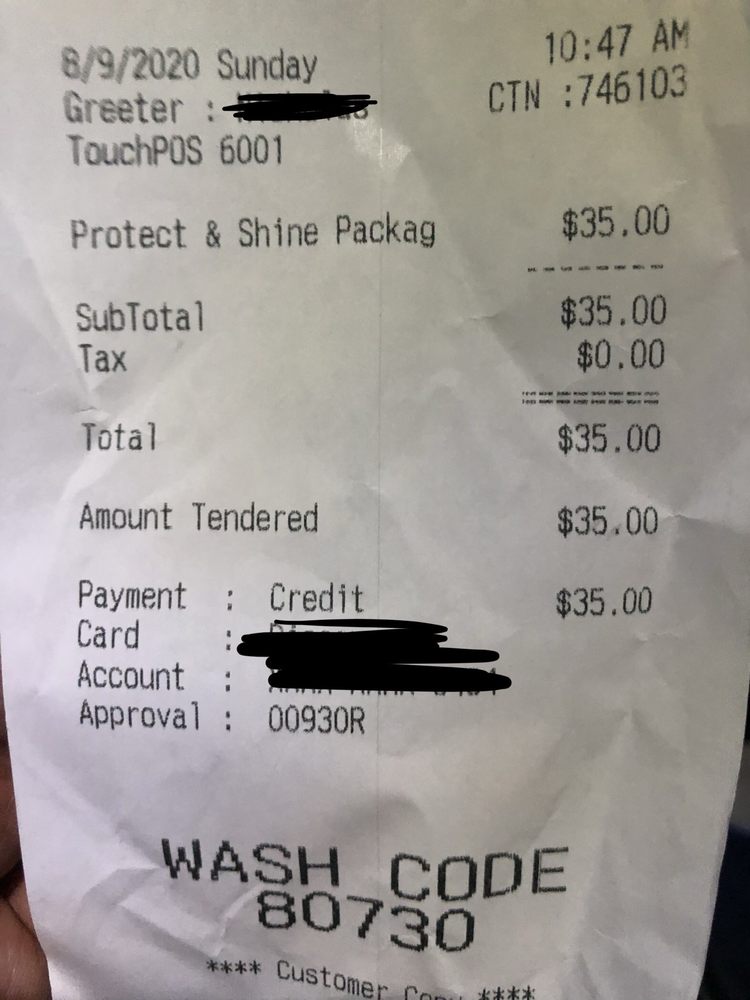 8/9/2020 Sunday 10:47 AM
Greeter : CTN :746103
TouchPOS 6001
Protect & Shine Packag $35.00
SubTotal $35.00
Tax $0.00
Total $35.00
Amount Tendered $35.00
Payment : Credit $35.00
Card :
Account :
Approval : 00930R
WASH CODE
80730
**** Customer Copy ****